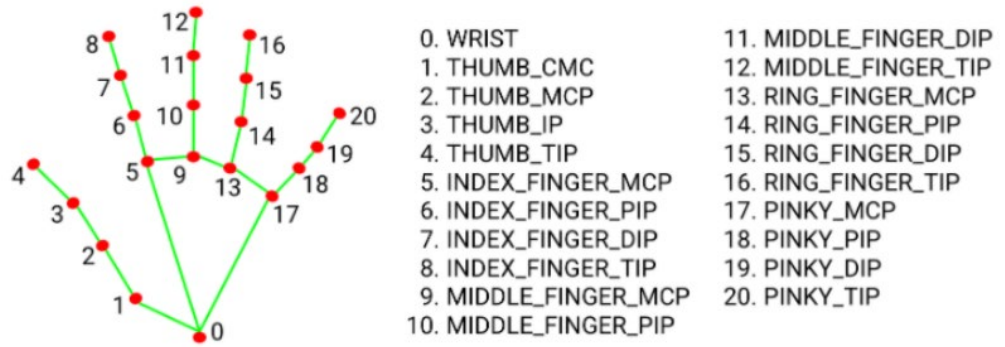 12
8
16
11
7
15
10
20
6
14
19
4
5
9
13
18
3
17
2
1
0
0. WRIST
1. THUMB_CMC
2. THUMB_MCP
3. THUMB_IP
4. THUMB_TIP
5. INDEX_FINGER_MCP
6. INDEX_FINGER_PIP
7. INDEX_FINGER_DIP
8. INDEX_FINGER_TIP
9. MIDDLE_FINGER_MCP
10. MIDDLE_FINGER_PIP
11. MIDDLE_FINGER_DIP
12. MIDDLE_FINGER_TIP
13. RING_FINGER_MCP
14. RING_FINGER_PIP
15. RING_FINGER_DIP
16. RING_FINGER_TIP
17. PINKY_MCP
18. PINKY_PIP
19. PINKY_DIP
20. PINKY_TIP